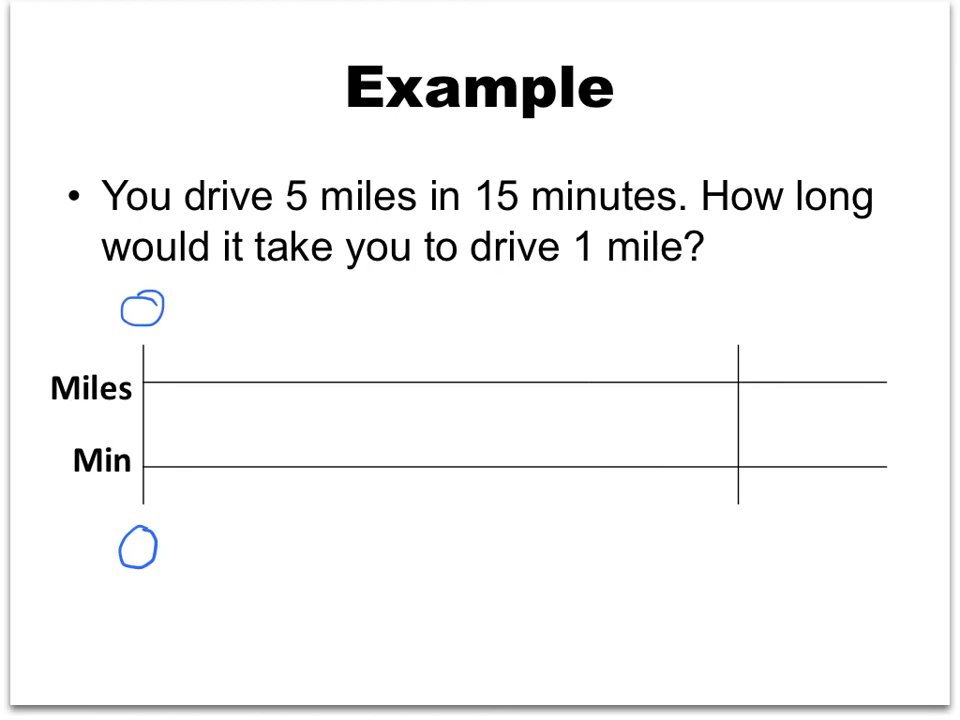 Example
• You drive 5 miles in 15 minutes. How long
would it take you to drive 1 mile?
0
Miles
Min
0